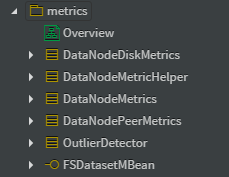 metrics
Overview
DataNodeDiskMetrics
DataNodeMetricHelper
DataNodeMetrics
DataNodePeerMetrics
OutlierDetector
FSDatasetMBean